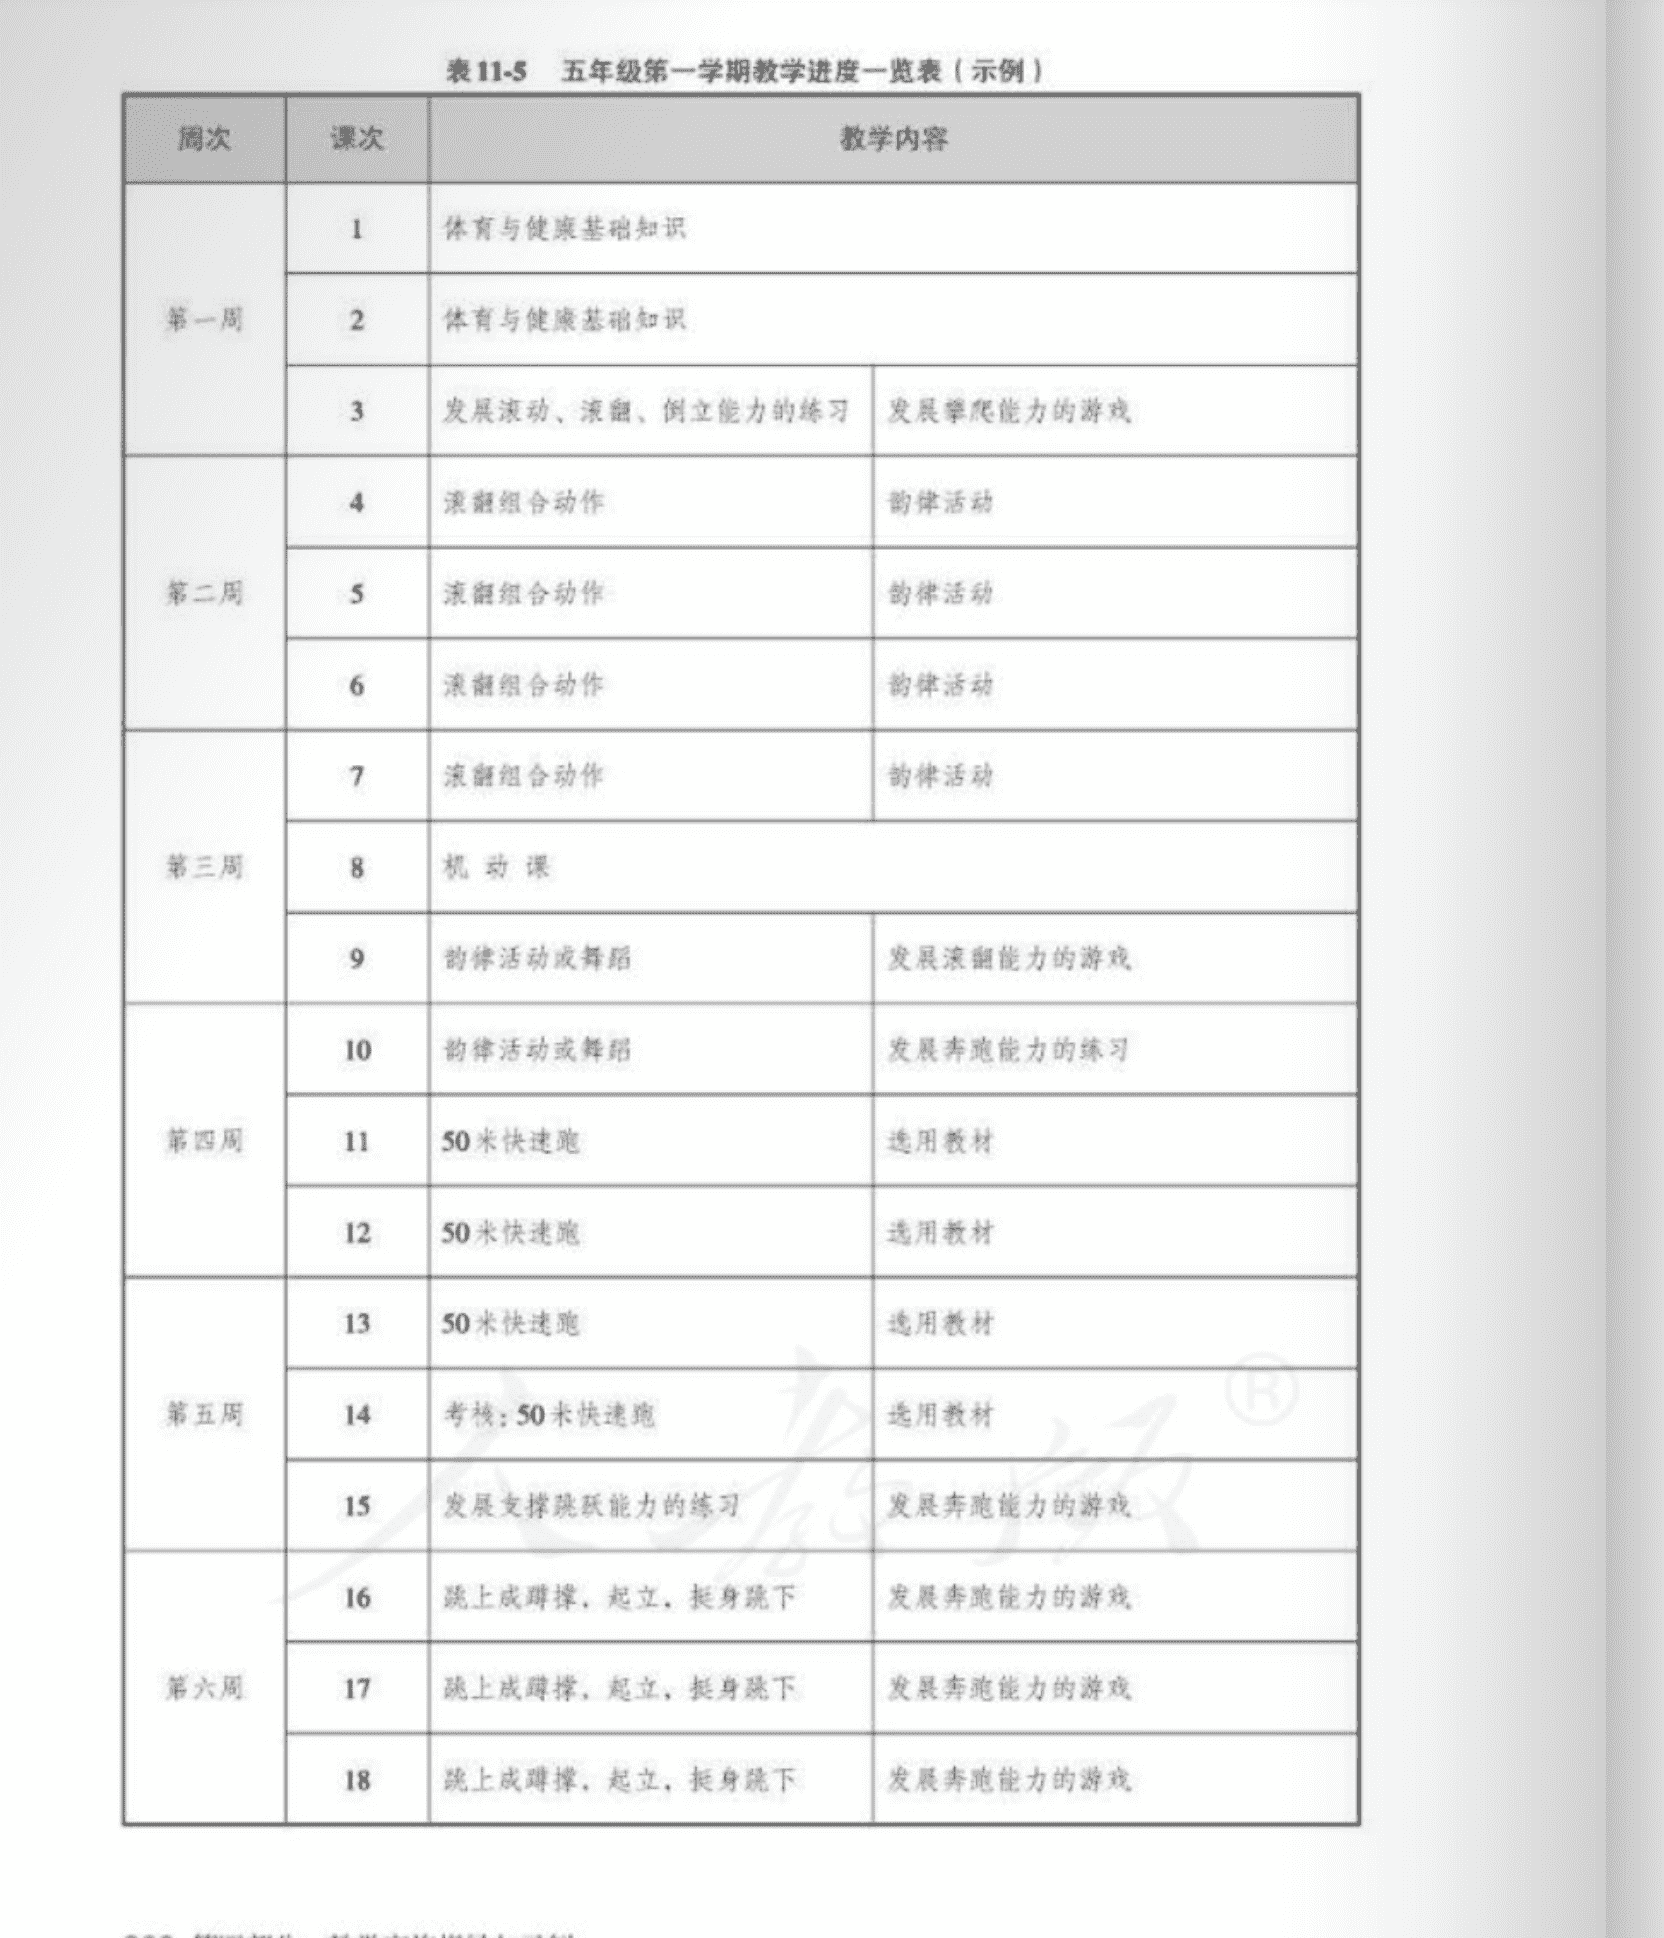 表11-5 五年级第一学期教学进度一览表（示例）
周次 课次 教学内容
第一周 1 体育与健康基础知识
2 体育与健康基础知识
3 发展滚动、滚翻、倒立能力的练习 发展攀爬能力的游戏
第二周 4 滚翻组合动作 韵律活动
5 滚翻组合动作 韵律活动
6 滚翻组合动作 韵律活动
第三周 7 滚翻组合动作 韵律活动
8 机 动 课
9 韵律活动或舞蹈 发展滚翻能力的游戏
第四周 10 韵律活动或舞蹈 发展奔跑能力的练习
11 50米快速跑 选用教材
12 50米快速跑 选用教材
第五周 13 50米快速跑 选用教材
14 考核：50米快速跑 选用教材
15 发展支撑跳跃能力的练习 发展奔跑能力的游戏
第六周 16 跳上成蹲撑，起立，挺身跳下 发展奔跑能力的游戏
17 跳上成蹲撑，起立，挺身跳下 发展奔跑能力的游戏
18 跳上成蹲撑，起立，挺身跳下 发展奔跑能力的游戏
人教版®